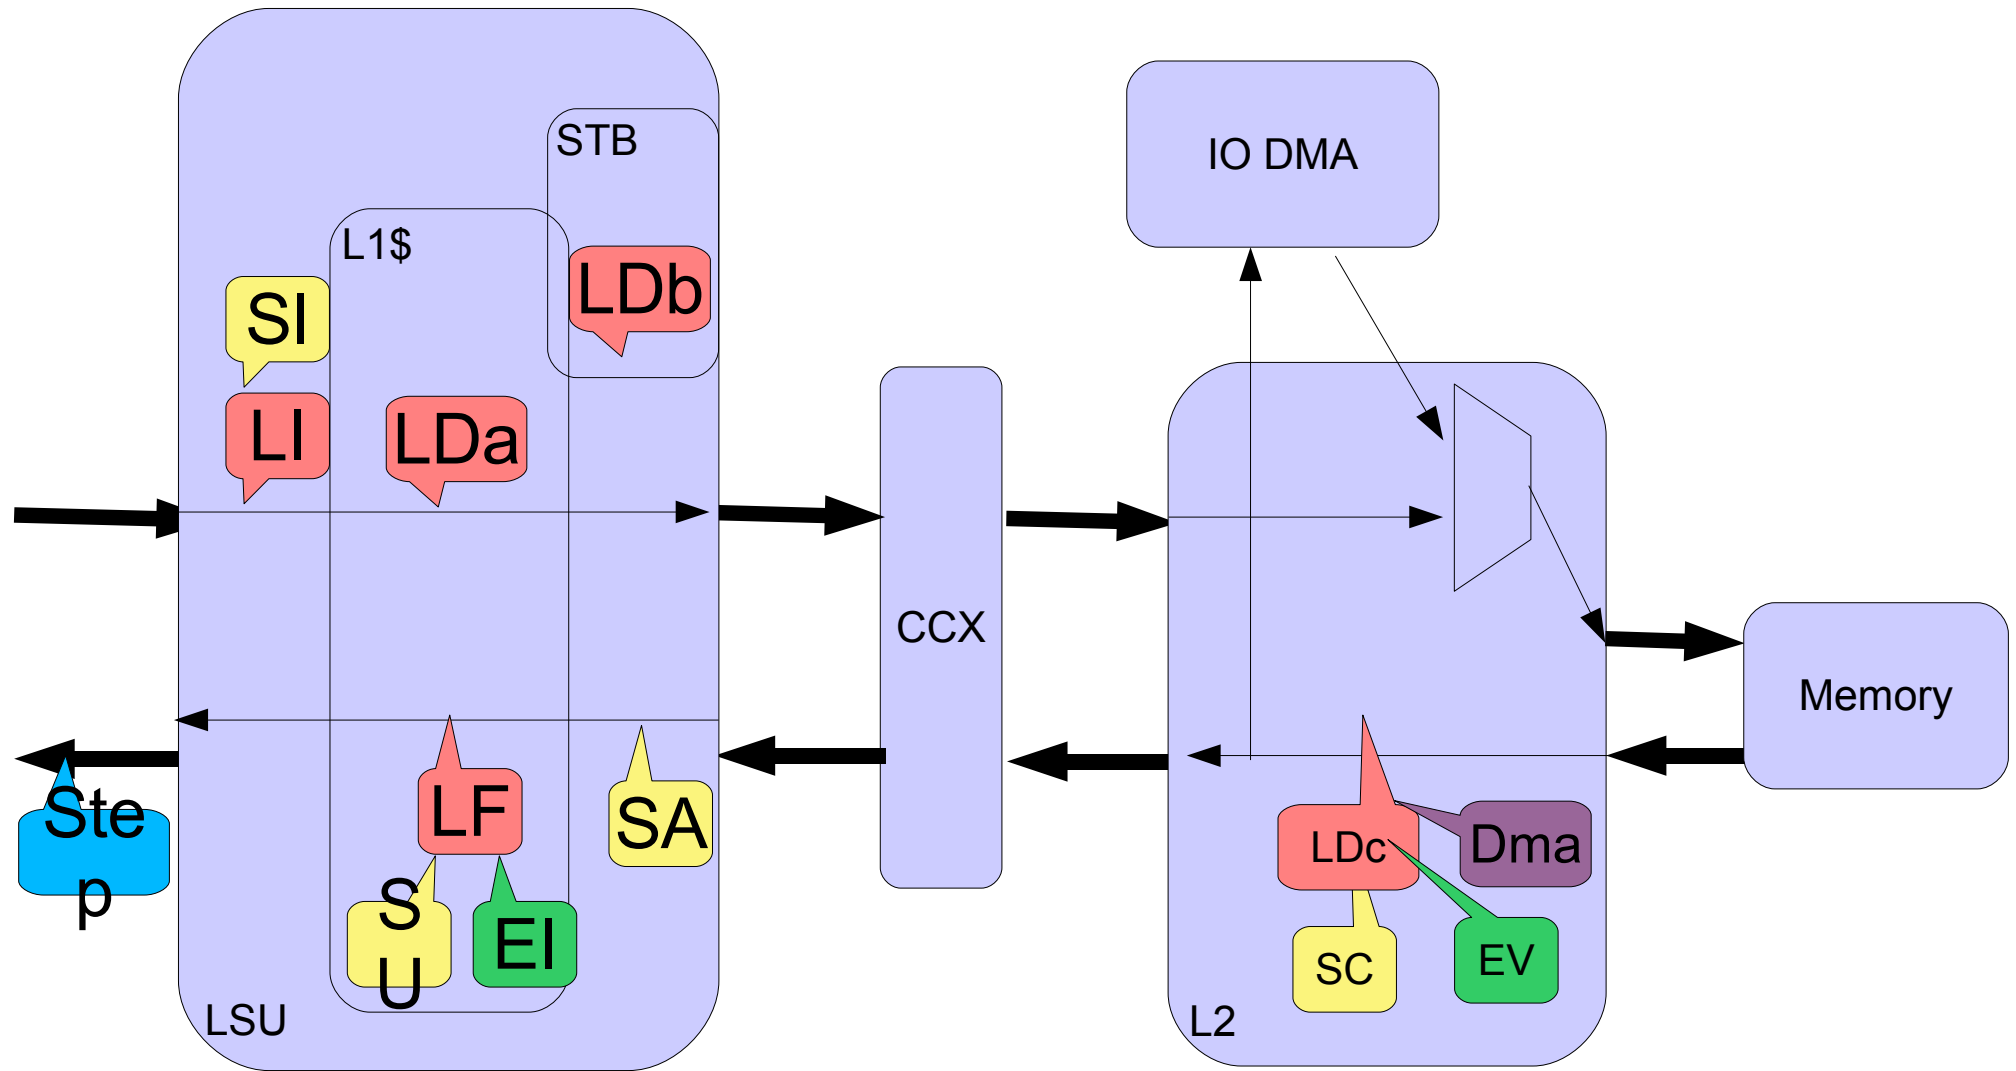 STB
IO DMA
L1$
LDb
SI
LI
LDa
CCX
Memory
Ste
p
LF
SA
LDc
Dma
S
U
EI
SC
EV
LSU
L2